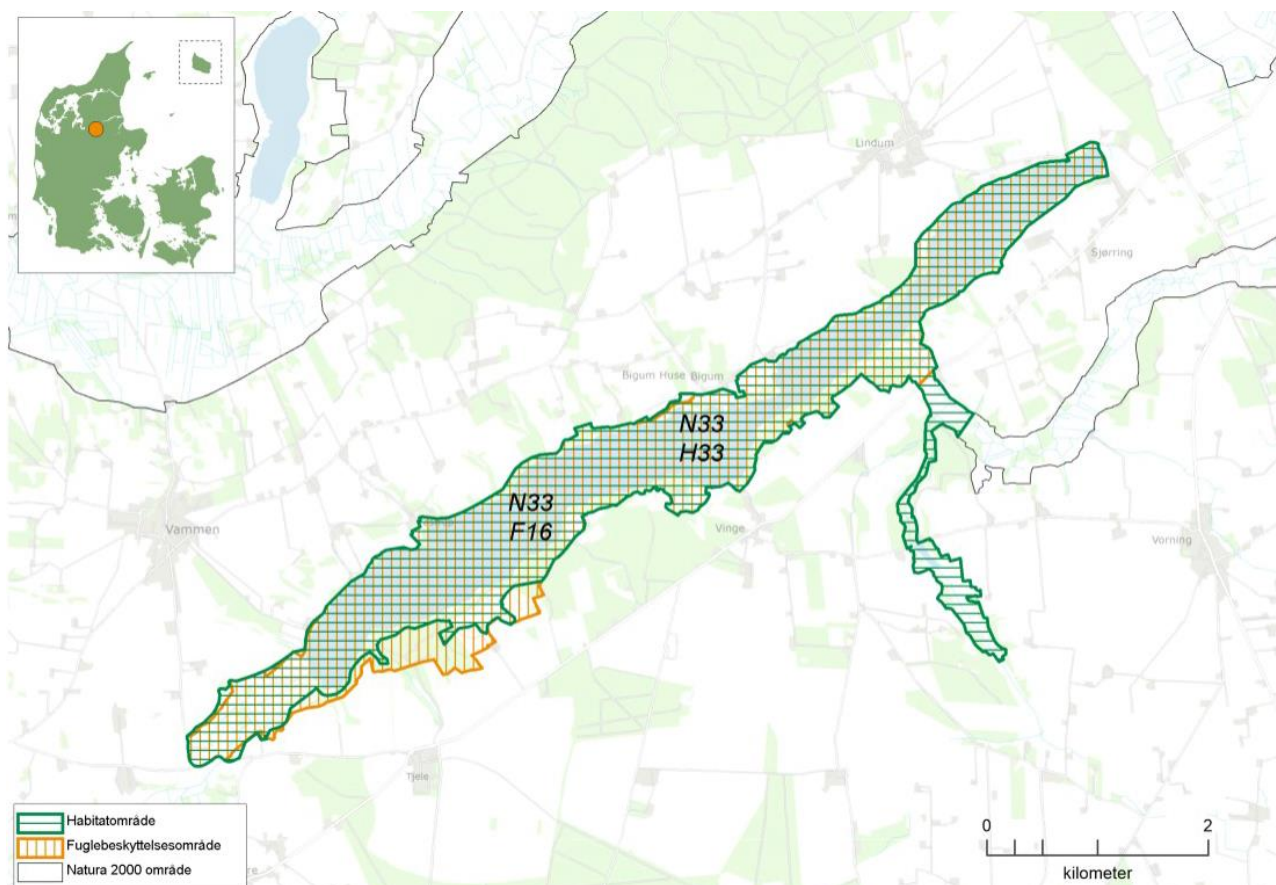 Lindum
Sjørring
Bigum Huse Bigum
N33
H33
N33
F16
Vammen
Vinge
Vorning
Tjele
Habitatområde
Fuglebeskyttelsesområde
Natura 2000 område
0 2
kilometer